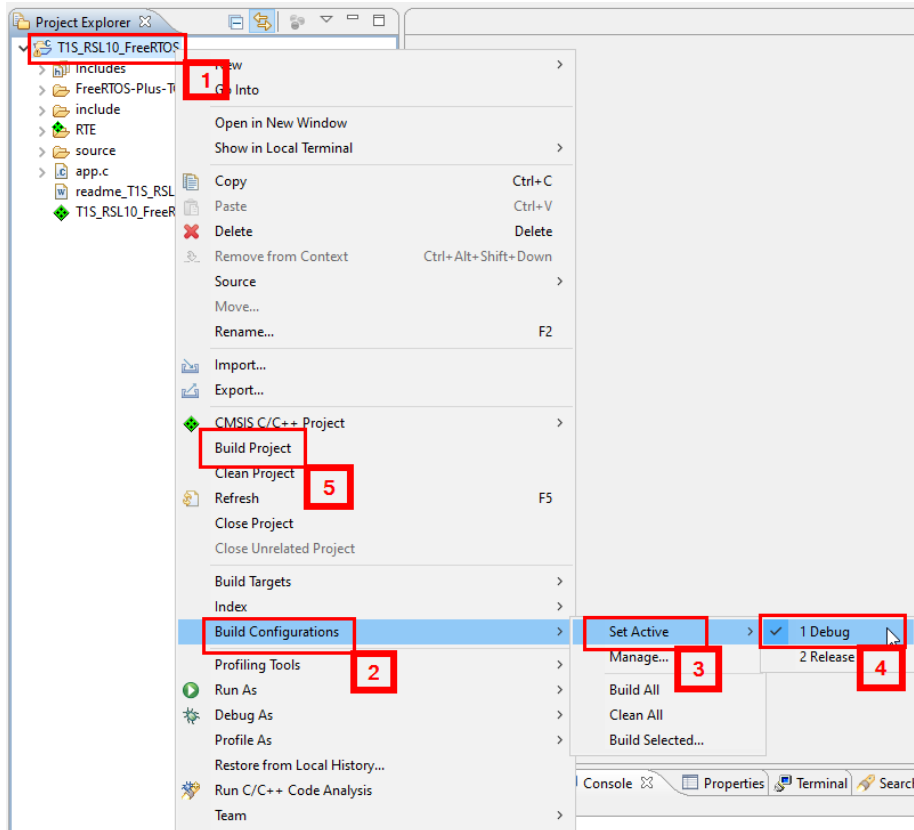 Project Explorer
T1S_RSL10_FreeRTOS
Includes
FreeRTOS-Plus-T
include
RTE
source
app.c
readme_T1S_RSL
T1S_RSL10_FreeR
1
New
Go Into
Open in New Window
Show in Local Terminal
Copy Ctrl+C
Paste Ctrl+V
Delete Delete
Remove from Context Ctrl+Alt+Shift+Down
Source
Move...
Rename... F2
Import...
Export...
CMSIS C/C++ Project
Build Project
Clean Project
5
Refresh F5
Close Project
Close Unrelated Project
Build Targets
Index
Build Configurations
2
Profiling Tools
Run As
Debug As
Profile As
Restore from Local History...
Run C/C++ Code Analysis
Team
Set Active
3
Manage...
Build All
Clean All
Build Selected...
1 Debug
2 Release
4
Console Properties Terminal Search